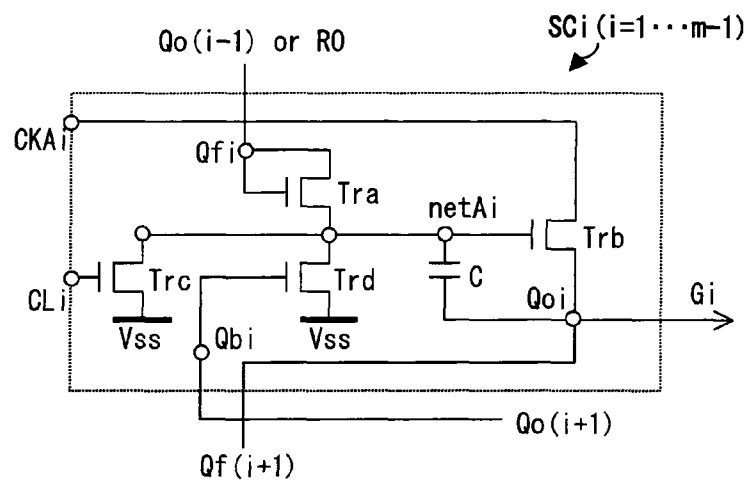 SCi(i=1···m-1)
Qo(i-1) or RO
CKAi
Qfi
Tra
netAi
Trb
CLi
Trc
Trd
C
Qoi
Gi
Vss
Qbi
Vss
Qo(i+1)
Qf(i+1)